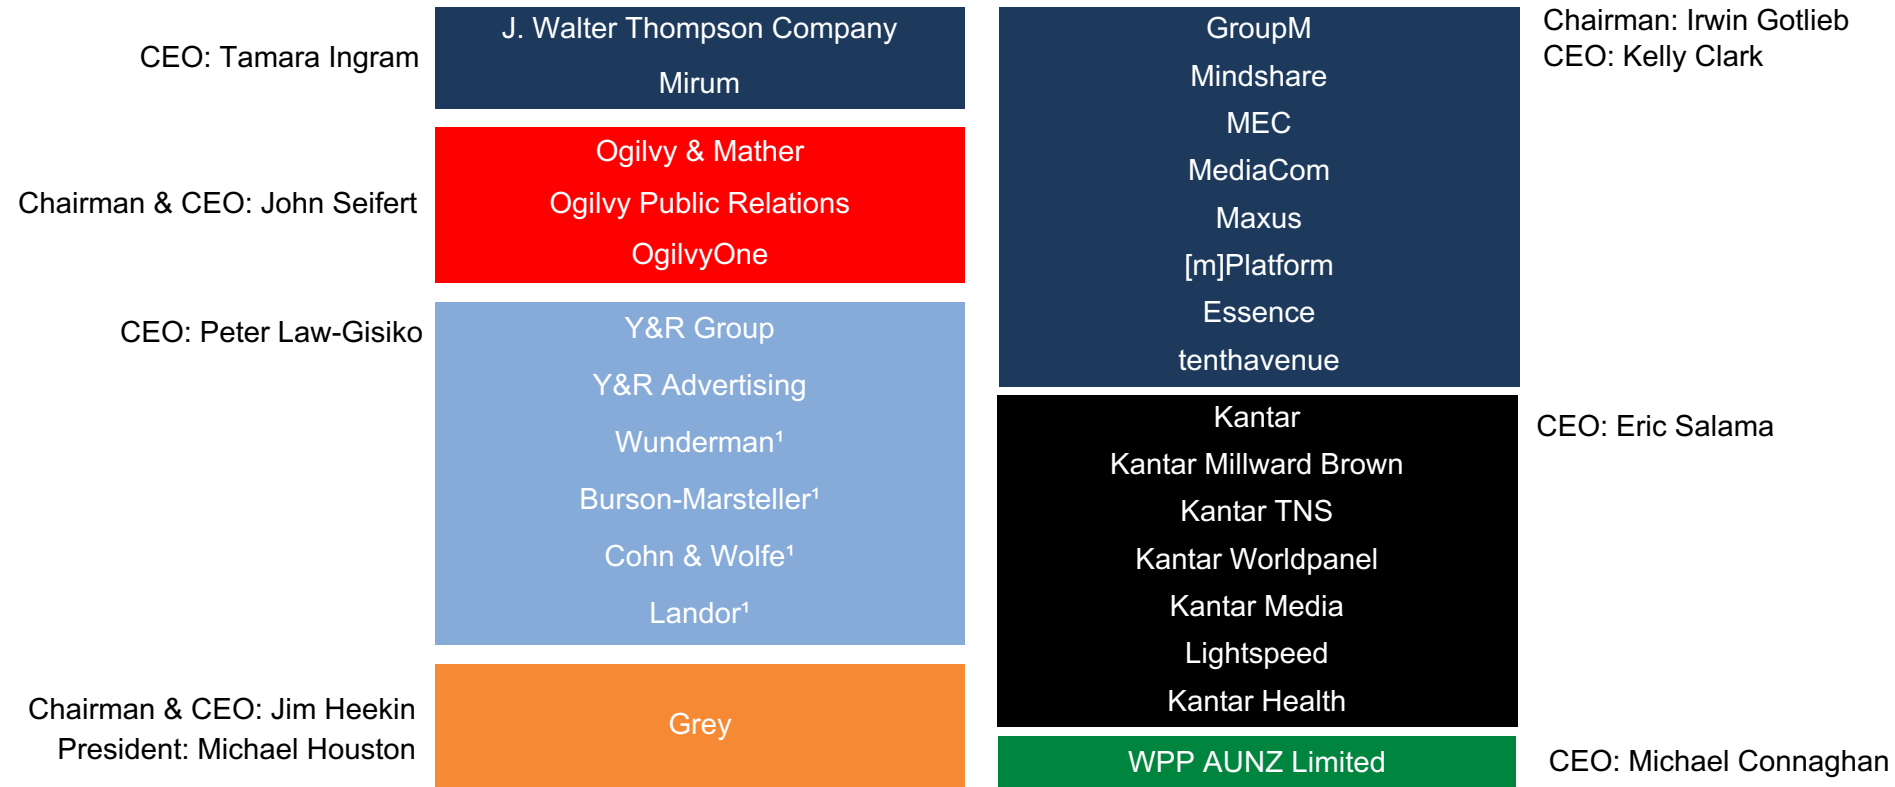 CEO: Tamara Ingram
J. Walter Thompson Company
Mirum
Chairman & CEO: John Seifert
Ogilvy & Mather
Ogilvy Public Relations
OgilvyOne
CEO: Peter Law-Gisiko
Y&R Group
Y&R Advertising
Wunderman¹
Burson-Marsteller¹
Cohn & Wolfe¹
Landor¹
Chairman & CEO: Jim Heekin
President: Michael Houston
Grey
GroupM
Mindshare
MEC
MediaCom
Maxus
[m]Platform
Essence
tenthavenue
Chairman: Irwin Gotlieb
CEO: Kelly Clark
Kantar
Kantar Millward Brown
Kantar TNS
Kantar Worldpanel
Kantar Media
Lightspeed
Kantar Health
CEO: Eric Salama
WPP AUNZ Limited
CEO: Michael Connaghan